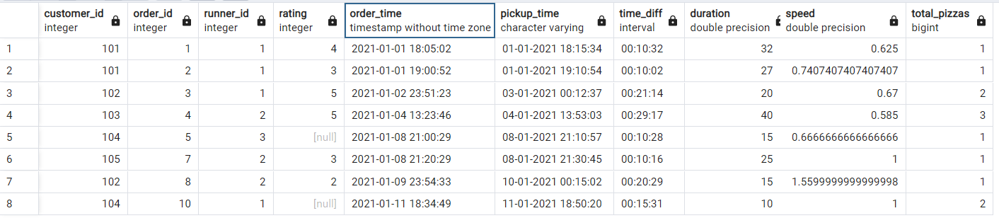 customer_id order_id runner_id rating order_time pickup_time time_diff duration speed total_pizzas
integer integer integer integer timestamp without time zone character varying interval double precision double precision bigint
1 101 1 1 4 2021-01-01 18:05:02 01-01-2021 18:15:34 00:10:32 32 0.625 1
2 101 2 1 3 2021-01-01 19:00:52 01-01-2021 19:10:54 00:10:02 27 0.7407407407407407 1
3 102 3 1 5 2021-01-02 23:51:23 03-01-2021 00:12:37 00:21:14 20 0.67 2
4 103 4 2 5 2021-01-04 13:23:46 04-01-2021 13:53:03 00:29:17 40 0.585 3
5 104 5 3 [null] 2021-01-08 21:00:29 08-01-2021 21:10:57 00:10:28 15 0.6666666666666666 1
6 105 7 2 3 2021-01-08 21:20:29 08-01-2021 21:30:45 00:10:16 25 1 1
7 102 8 2 2 2021-01-09 23:54:33 10-01-2021 00:15:02 00:20:29 15 1.5599999999999998 1
8 104 10 1 [null] 2021-01-11 18:34:49 11-01-2021 18:50:20 00:15:31 10 1 2